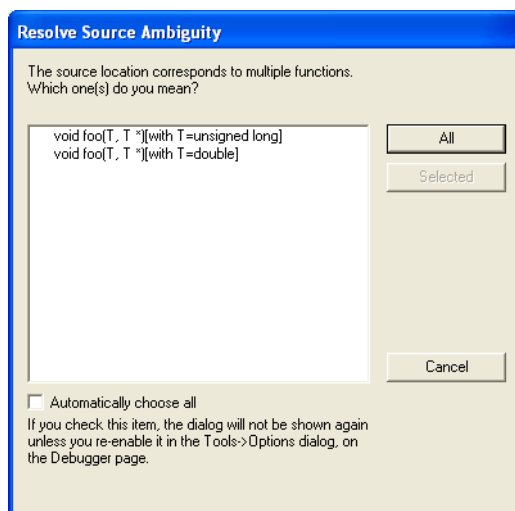 Resolve Source Ambiguity
The source location corresponds to multiple functions.
Which one(s) do you mean?
void foo(T, T *)[with T=unsigned long]
void foo(T, T *)[with T=double]
All
Selected
Cancel
Automatically choose all
If you check this item, the dialog will not be shown again
unless you re-enable it in the Tools->Options dialog, on
the Debugger page.